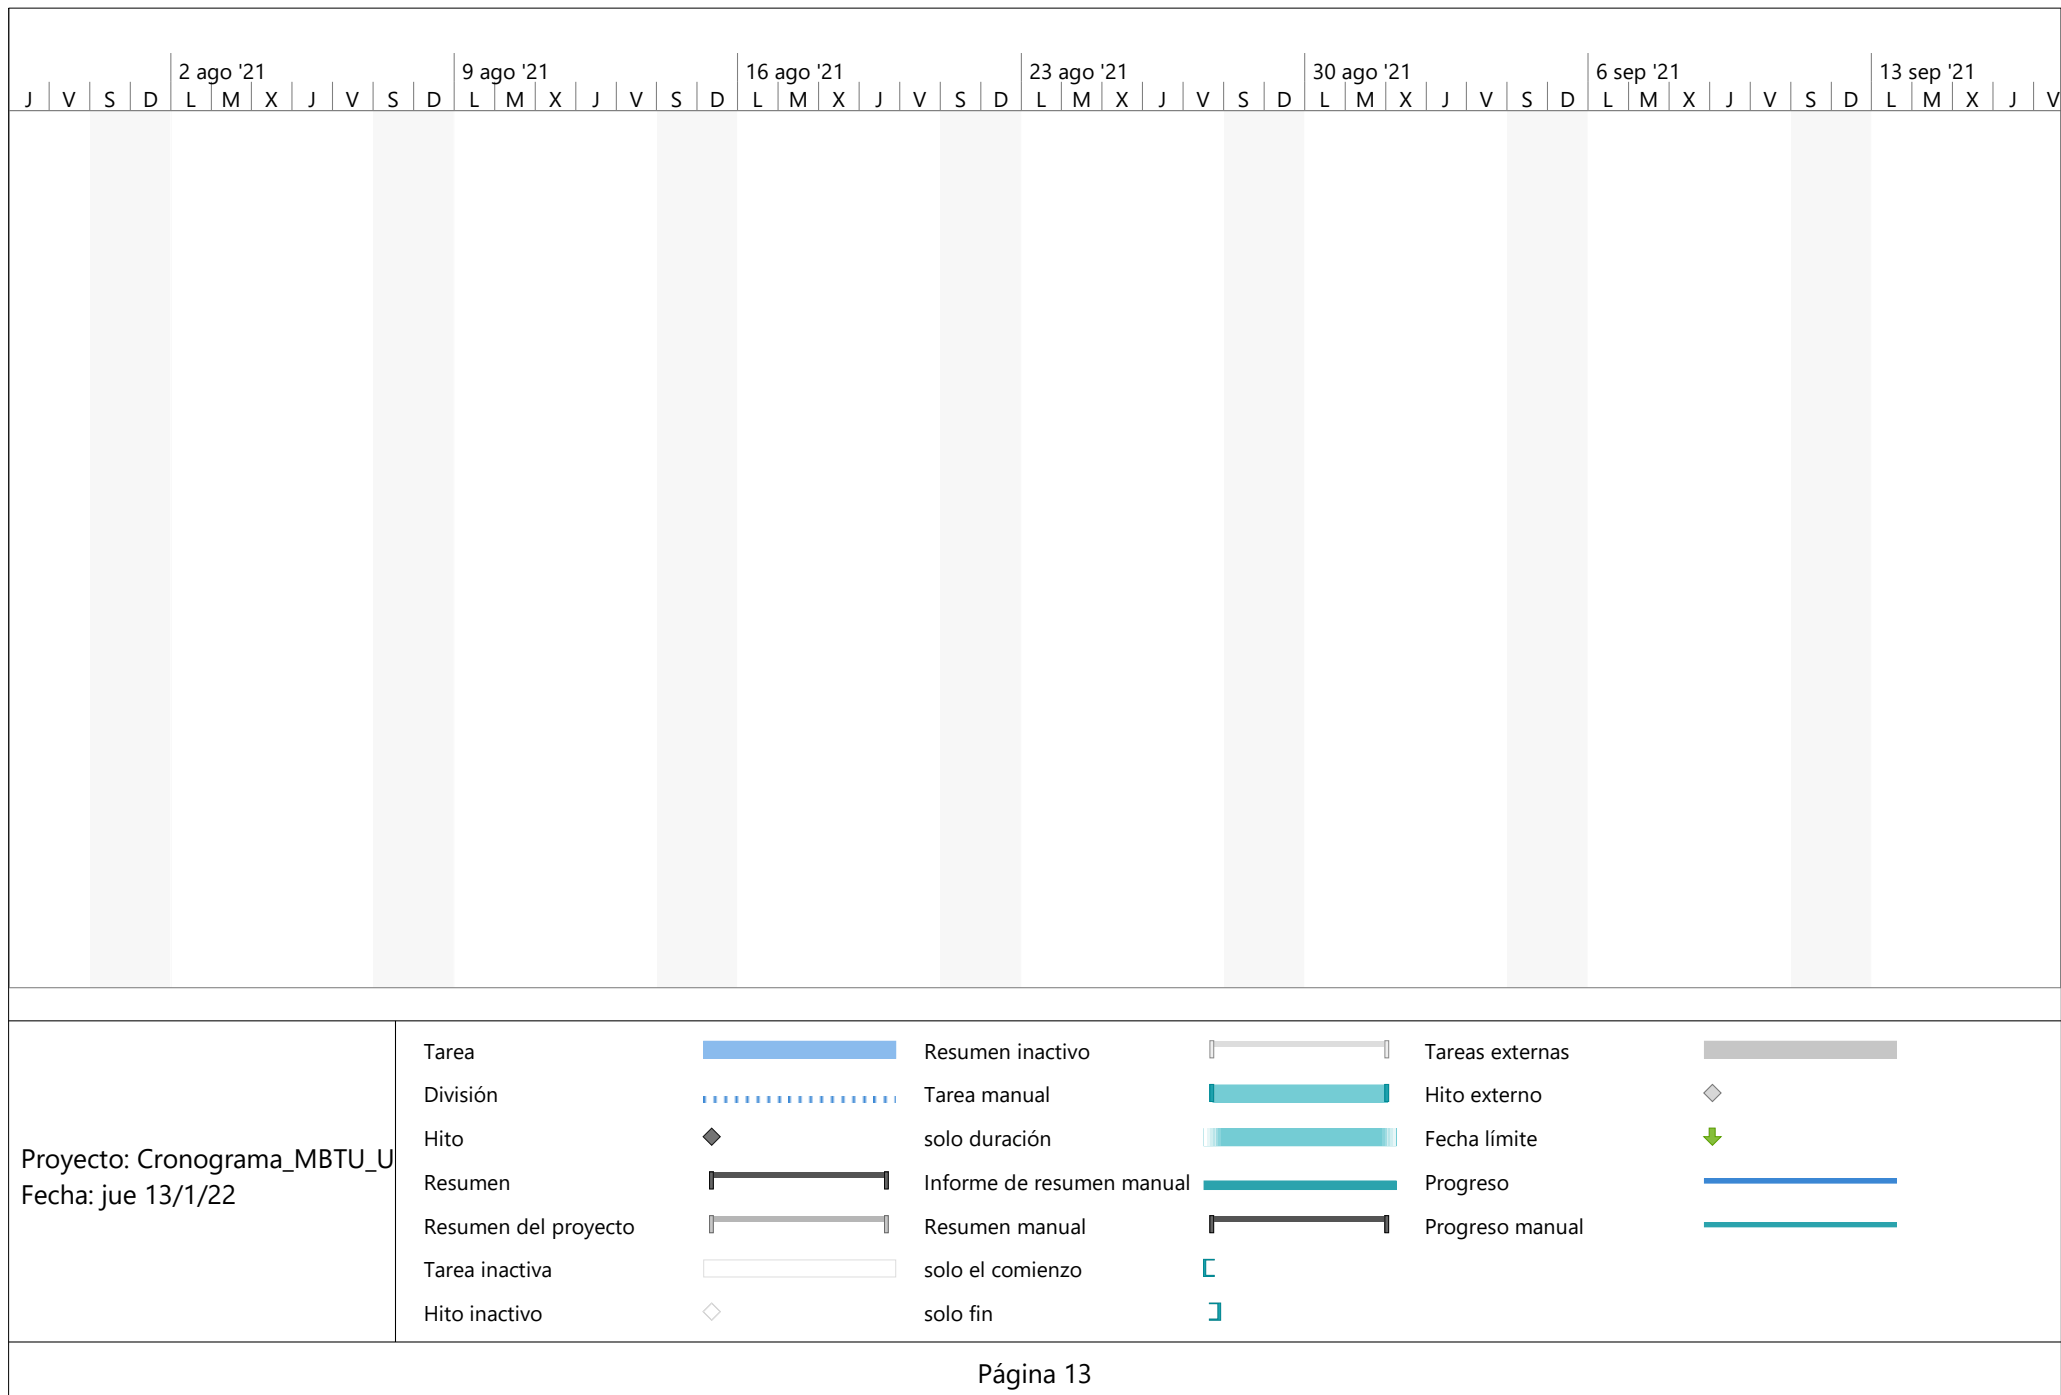 2 ago '21 9 ago '21 16 ago '21 23 ago '21 30 ago '21 6 sep '21 13 sep '21
J V S D L M X J V S D L M X J V S D L M X J V S D L M X J V S D L M X J V S D L M X J V S D L M X J V
Tarea Resumen inactivo Tareas externas
División Tarea manual Hito externo
Hito solo duración Fecha límite
Proyecto: Cronograma_MBTU_U
Fecha: jue 13/1/22
Resumen Informe de resumen manual Progreso
Resumen del proyecto Resumen manual Progreso manual
Tarea inactiva solo el comienzo
Hito inactivo solo fin
Página 13